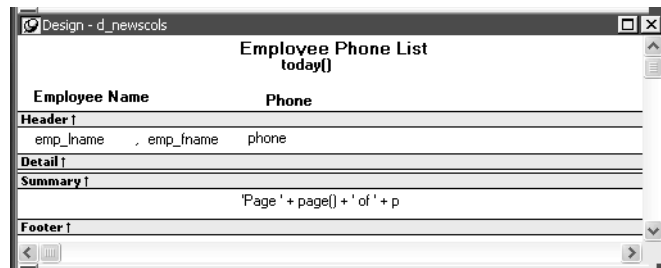 Design - d_newscols
Employee Phone List
today()
Employee Name Phone
Header ↑
emp_lname , emp_fname phone
Detail ↑
Summary ↑
'Page ' + page() + ' of ' + p
Footer ↑